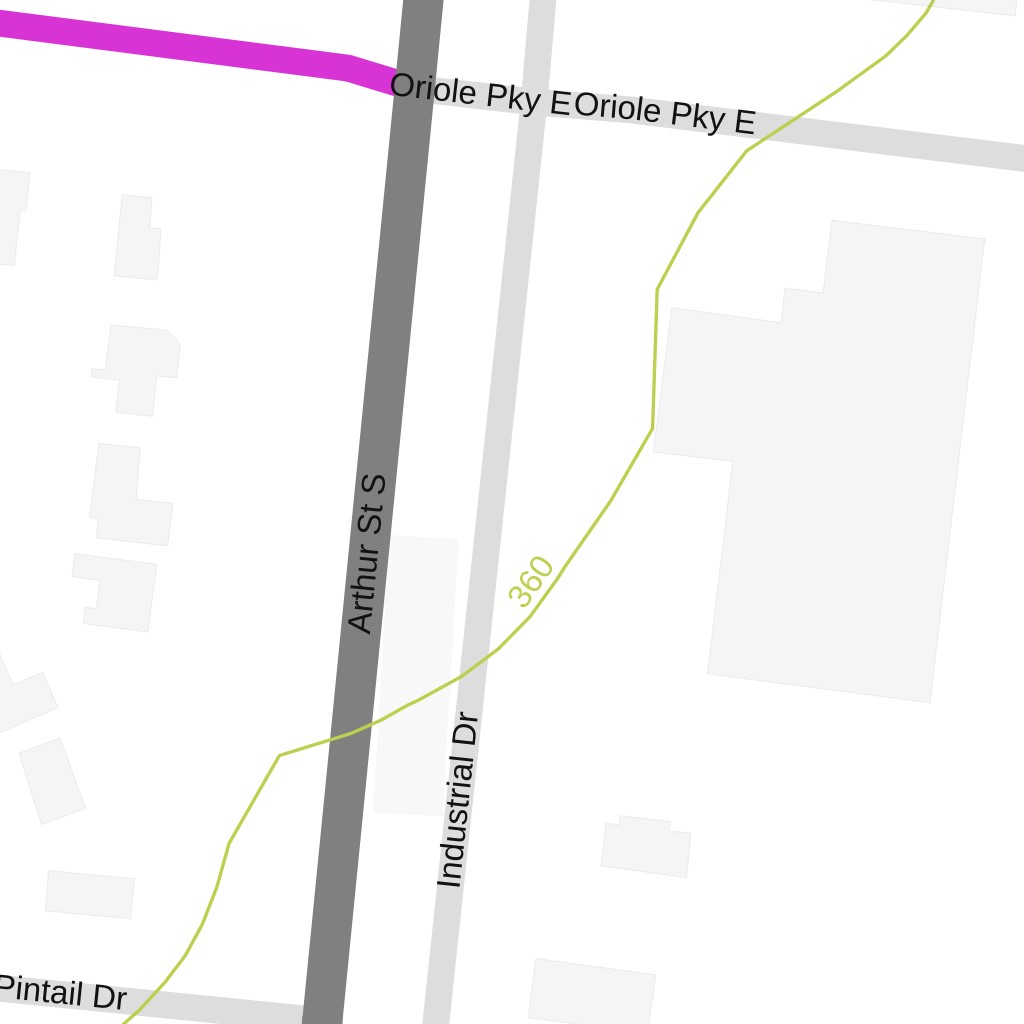 Oriole Pky E
Oriole Pky E
Arthur St S
360
Industrial Dr
Pintail Dr